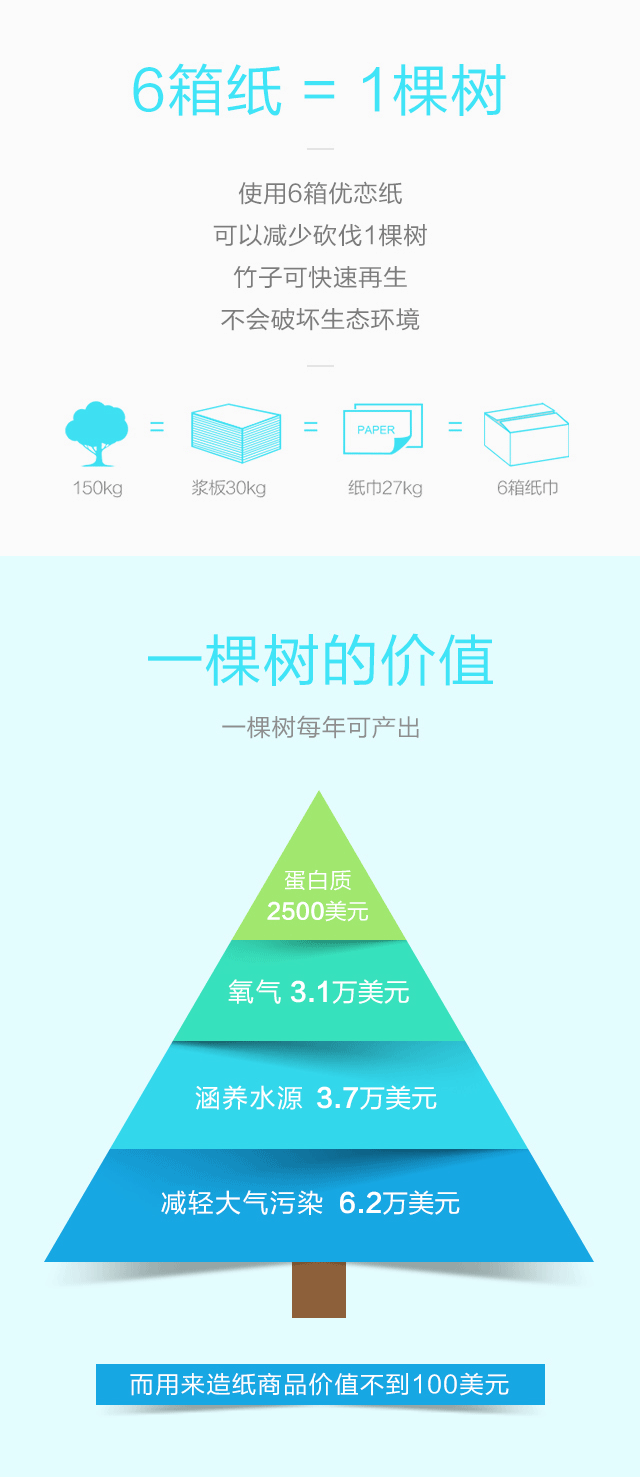 6箱纸 = 1棵树
使用6箱优恋纸
可以减少砍伐1棵树
竹子可快速再生
不会破坏生态环境
= = =
PAPER
150kg 浆板30kg 纸巾27kg 6箱纸巾
一棵树的价值
一棵树每年可产出
蛋白质
2500美元
氧气 3.1万美元
涵养水源 3.7万美元
减轻大气污染 6.2万美元
而用来造纸商品价值不到100美元